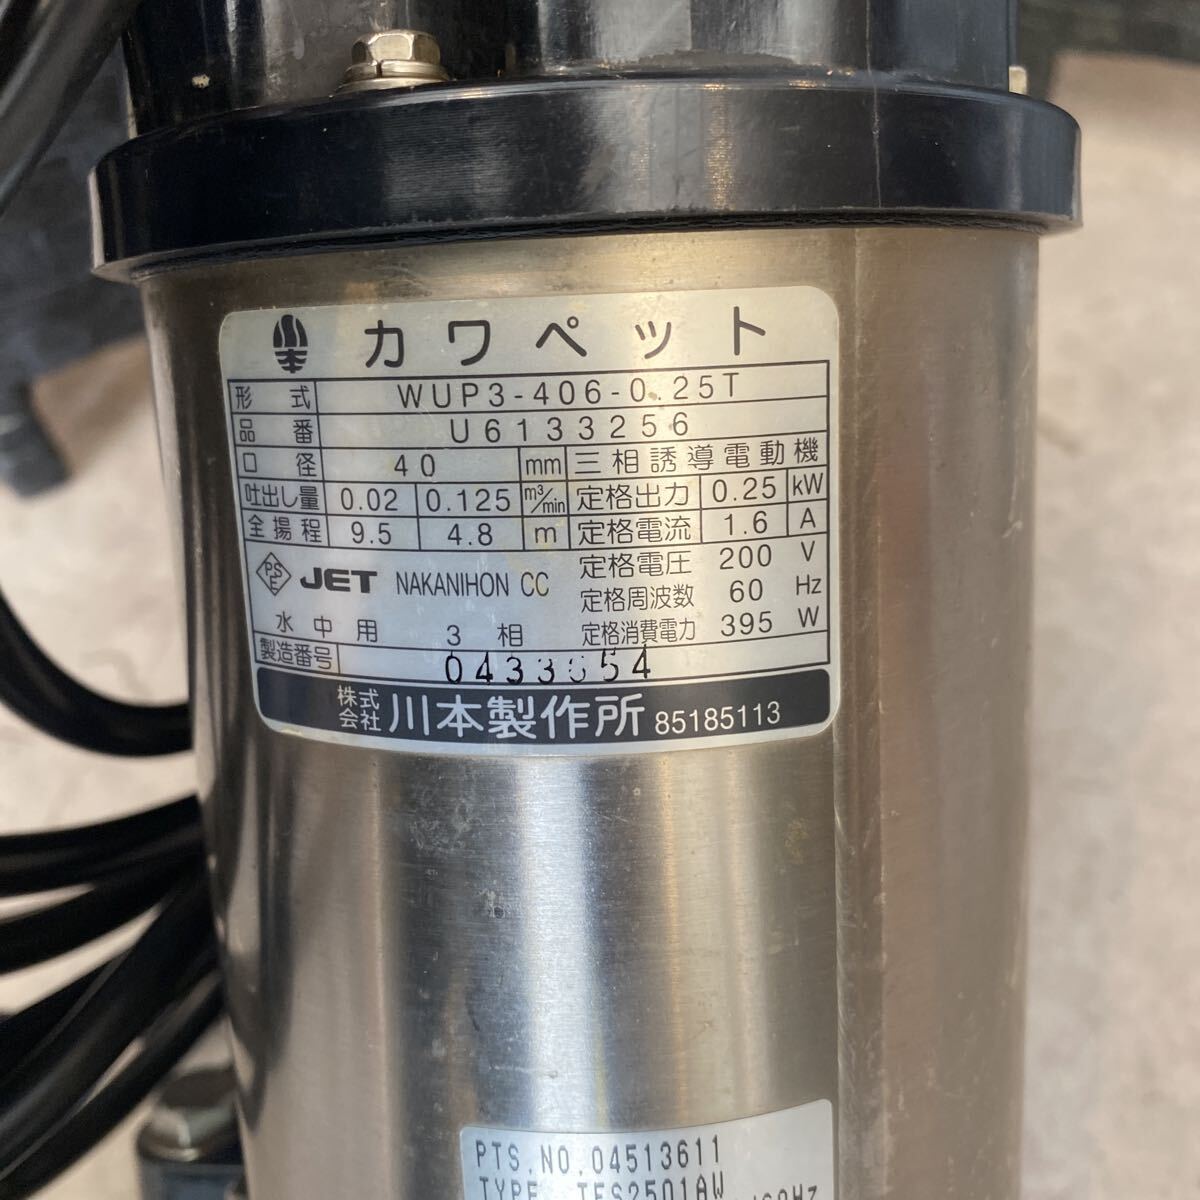 カワペット
形式 WUP3-406-0.25T
品番 U6133256
口径 40 mm 三相誘導電動機
吐出し量 0.02 0.125 m³/min 定格出力 0.25 kW
全揚程 9.5 4.8 m 定格電流 1.6 A
PSE JET NAKANIHON CC 定格電圧 200 V
定格周波数 60 Hz
水中用 3相 定格消費電力 395 W
製造番号
株式会社 川本製作所 85185113
PTS.NO.04513611
TYPE TES2501AW